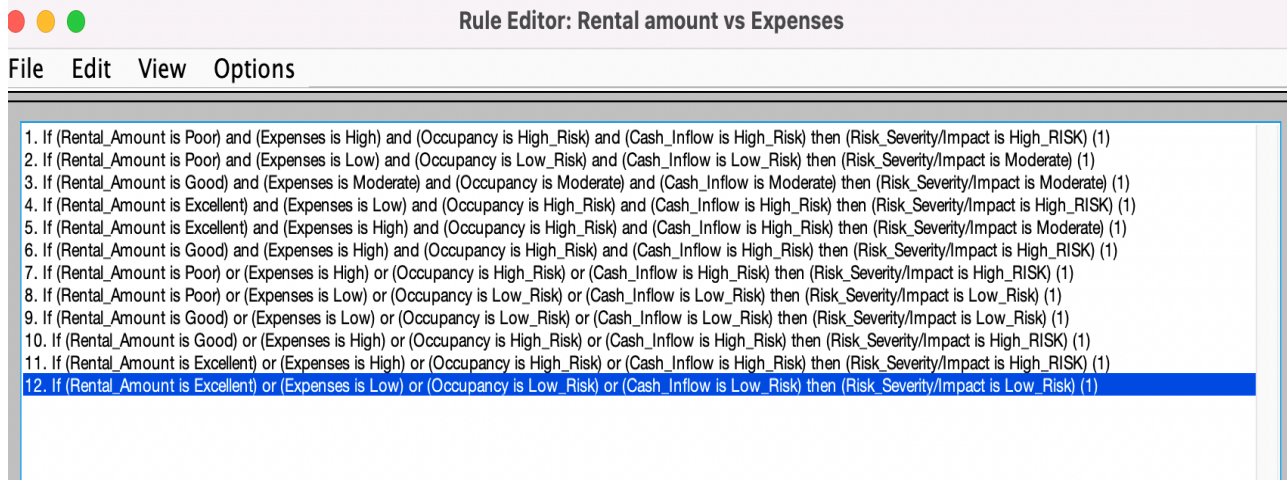 Rule Editor: Rental amount vs Expenses
File Edit View Options
1. If (Rental_Amount is Poor) and (Expenses is High) and (Occupancy is High_Risk) and (Cash_Inflow is High_Risk) then (Risk_Severity/Impact is High_RISK) (1)
2. If (Rental_Amount is Poor) and (Expenses is Low) and (Occupancy is Low_Risk) and (Cash_Inflow is Low_Risk) then (Risk_Severity/Impact is Moderate) (1)
3. If (Rental_Amount is Good) and (Expenses is Moderate) and (Occupancy is Moderate) and (Cash_Inflow is Moderate) then (Risk_Severity/Impact is Moderate) (1)
4. If (Rental_Amount is Excellent) and (Expenses is Low) and (Occupancy is High_Risk) and (Cash_Inflow is High_Risk) then (Risk_Severity/Impact is High_RISK) (1)
5. If (Rental_Amount is Excellent) and (Expenses is High) and (Occupancy is High_Risk) and (Cash_Inflow is High_Risk) then (Risk_Severity/Impact is Moderate) (1)
6. If (Rental_Amount is Good) and (Expenses is High) and (Occupancy is High_Risk) and (Cash_Inflow is High_Risk) then (Risk_Severity/Impact is High_RISK) (1)
7. If (Rental_Amount is Poor) or (Expenses is High) or (Occupancy is High_Risk) or (Cash_Inflow is High_Risk) then (Risk_Severity/Impact is High_RISK) (1)
8. If (Rental_Amount is Poor) or (Expenses is Low) or (Occupancy is Low_Risk) or (Cash_Inflow is Low_Risk) then (Risk_Severity/Impact is Low_Risk) (1)
9. If (Rental_Amount is Good) or (Expenses is Low) or (Occupancy is Low_Risk) or (Cash_Inflow is Low_Risk) then (Risk_Severity/Impact is Low_Risk) (1)
10. If (Rental_Amount is Good) or (Expenses is High) or (Occupancy is High_Risk) or (Cash_Inflow is High_Risk) then (Risk_Severity/Impact is High_RISK) (1)
11. If (Rental_Amount is Excellent) or (Expenses is High) or (Occupancy is High_Risk) or (Cash_Inflow is High_Risk) then (Risk_Severity/Impact is High_RISK) (1)
12. If (Rental_Amount is Excellent) or (Expenses is Low) or (Occupancy is Low_Risk) or (Cash_Inflow is Low_Risk) then (Risk_Severity/Impact is Low_Risk) (1)